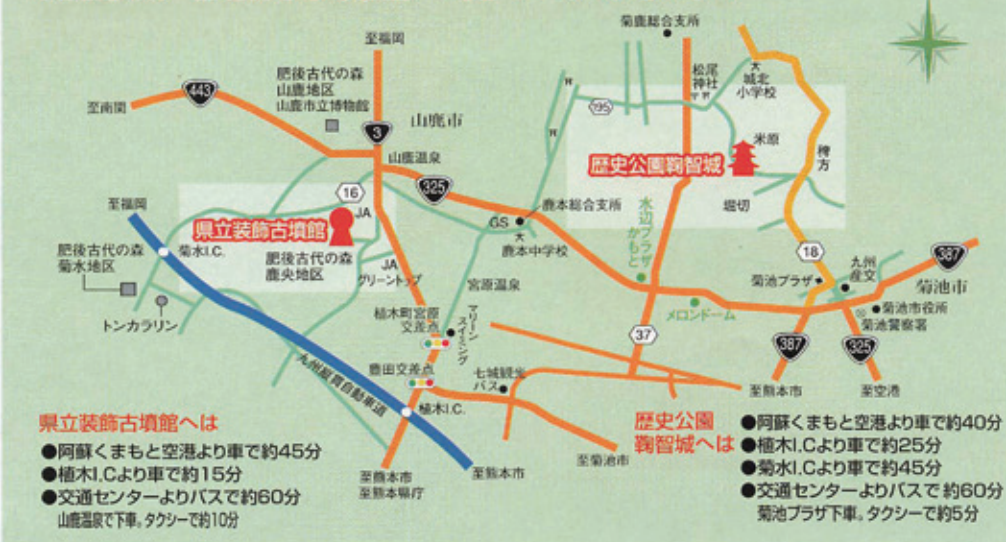 至福岡
菊鹿総合支所
肥後古代の森
山鹿地区
山鹿市立博物館
至南関
443
3
山鹿市
山鹿温泉
325
16
JA
松尾
神社
城北
小学校
195
米原
歴史公園鞠智城
稗方
堀切
至福岡
県立装飾古墳館
菊水I.C.
肥後古代の森
菊水地区
トンカラリン
肥後古代の森
鹿央地区
JA
グリーントップ
鹿本総合支所
GS
鹿本中学校
水辺プラザ
かもと
宮原温泉
18
九州
産交
387
菊池プラザ
菊池市
菊池市役所
菊池警察署
メロンドーム
植木町宮原
交差点
マリーン
スイミング
37
387
325
豊田交差点
七城観光
バス
至熊本市
至空港
九州縦貫自動車道
植木I.C.
至熊本市
至熊本県庁
至熊本市
至菊池市
県立装飾古墳館へは
●阿蘇くまもと空港より車で約45分
●植木I.Cより車で約15分
●交通センターよりバスで約60分
山鹿温泉で下車。タクシーで約10分
歴史公園
鞠智城へは
●阿蘇くまもと空港より車で約40分
●植木I.Cより車で約25分
●菊水I.Cより車で約45分
●交通センターよりバスで約60分
菊池プラザ下車。タクシーで約5分